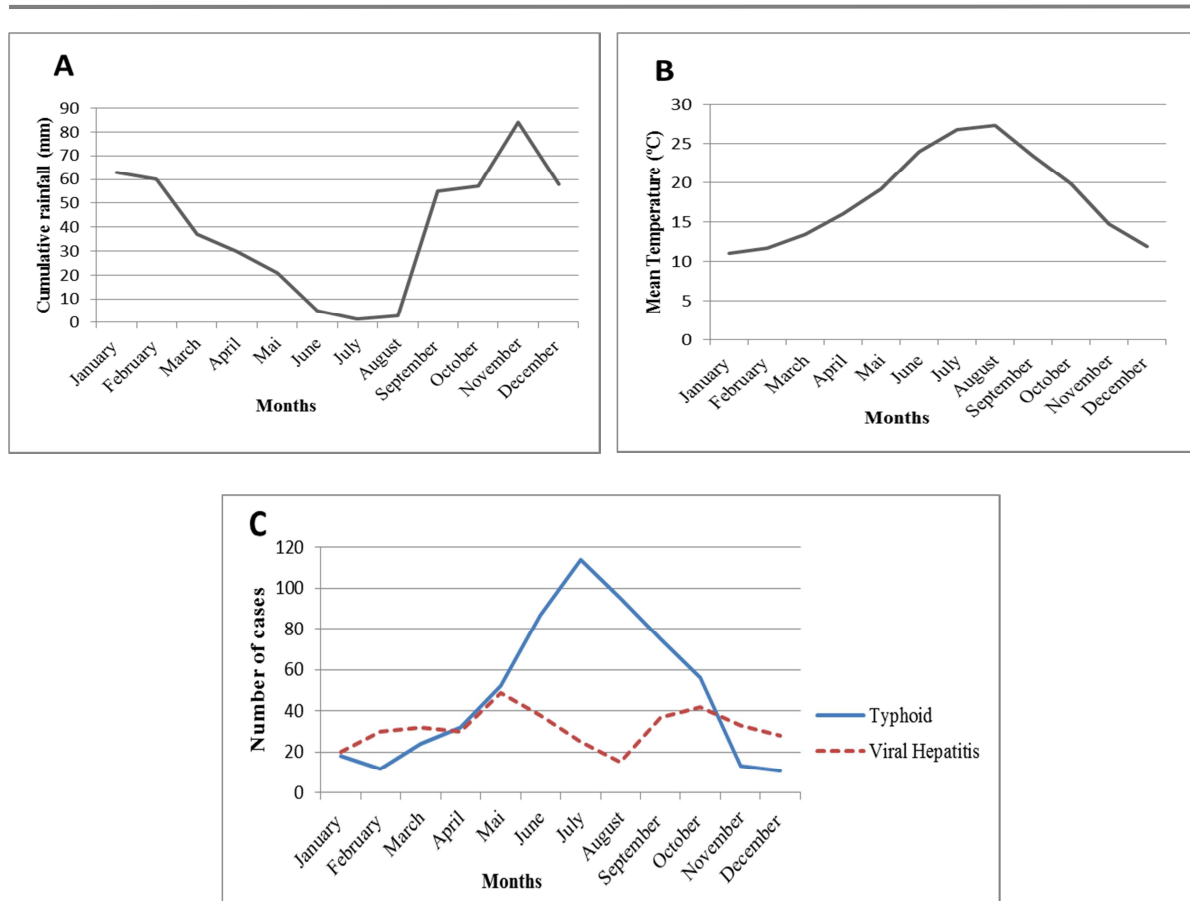 A
Cumulative rainfall (mm)
90
80
70
60
50
40
30
20
10
0
January
February
March
April
Mai
June
July
August
September
October
November
December
Months
B
Mean Temperature (ºC)
30
25
20
15
10
5
0
January
February
March
April
Mai
June
July
August
September
October
November
December
Months
C
Number of cases
120
100
80
60
40
20
0
January
February
March
April
Mai
June
July
August
September
October
November
December
Months
Typhoid
Viral Hepatitis